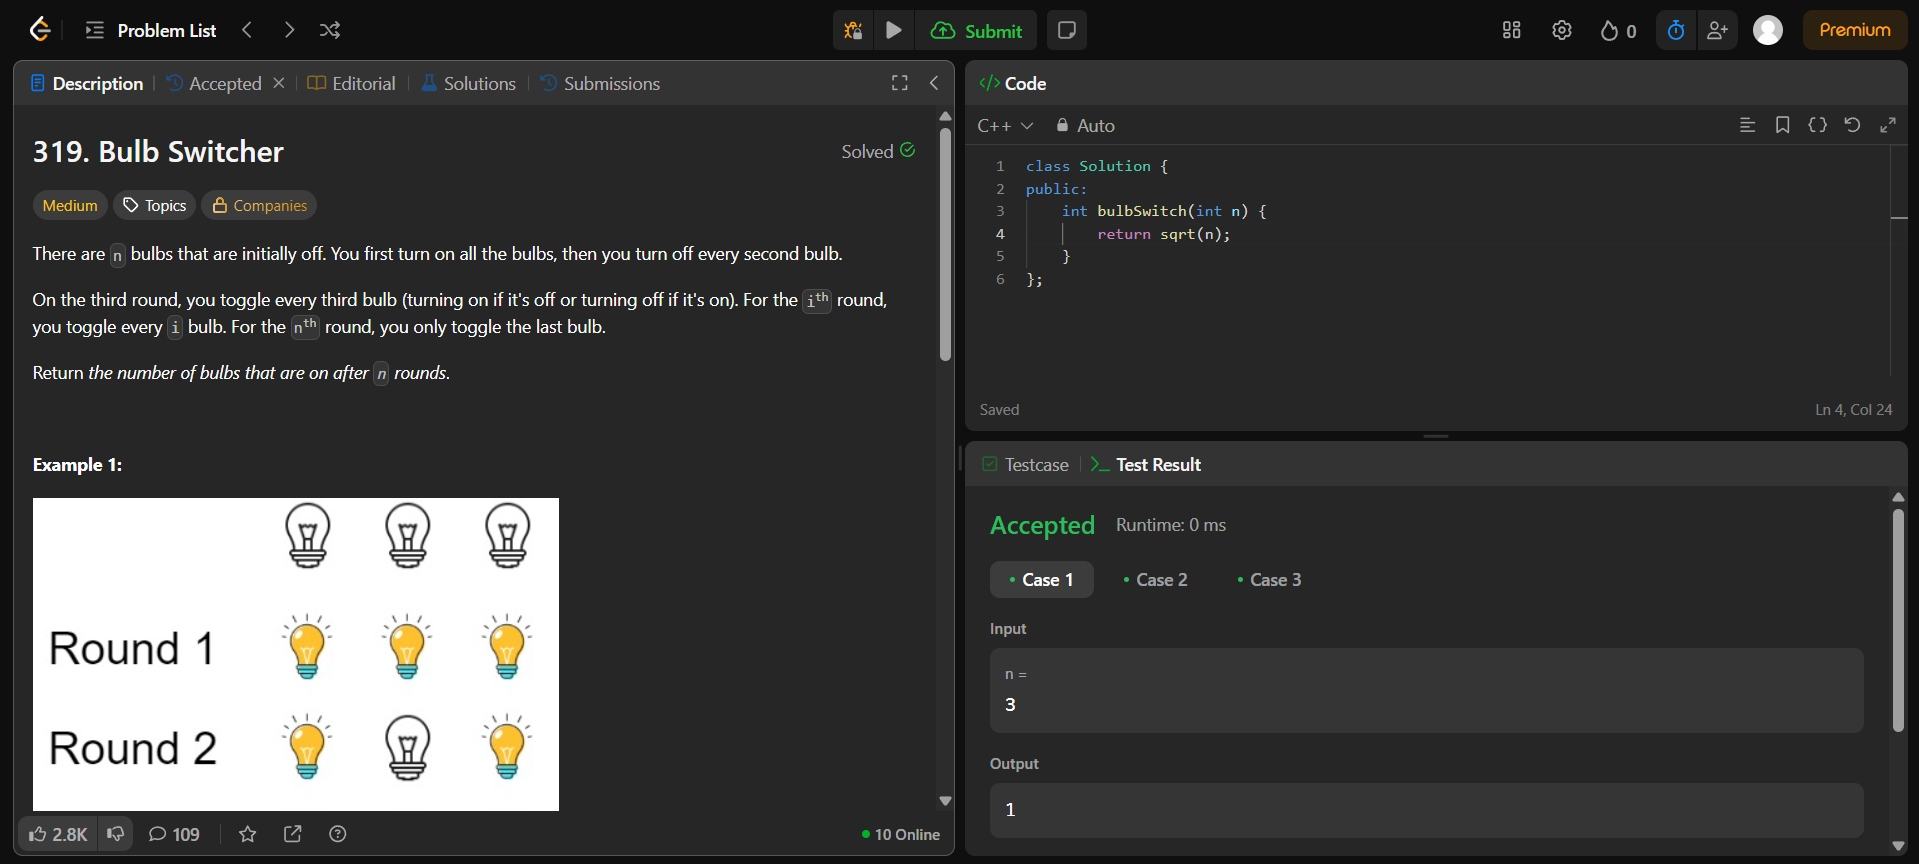 Problem List
Submit
0
Premium
Description
Accepted
Editorial
Solutions
Submissions
319. Bulb Switcher
Solved
Medium
Topics
Companies
There are n bulbs that are initially off. You first turn on all the bulbs, then you turn off every second bulb.
On the third round, you toggle every third bulb (turning on if it's off or turning off if it's on). For the ith round,
you toggle every i bulb. For the nth round, you only toggle the last bulb.
Return the number of bulbs that are on after n rounds.
Example 1:
Round 1
Round 2
2.8K
109
10 Online
</> Code
C++
Auto
1 class Solution {
2 public:
3     int bulbSwitch(int n) {
4         return sqrt(n);
5     }
6 };
Saved
Ln 4, Col 24
Testcase
Test Result
Accepted
Runtime: 0 ms
• Case 1
• Case 2
• Case 3
Input
n =
3
Output
1